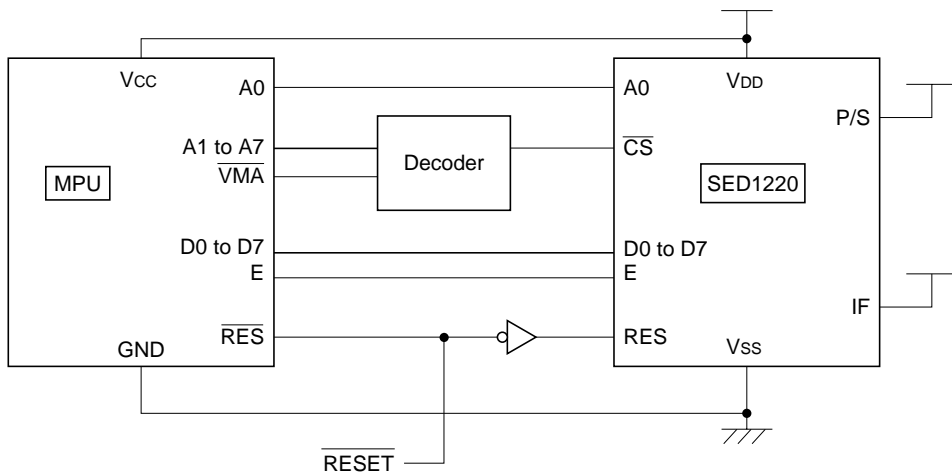 VCC
VDD
A0
A0
P/S
A1 to A7
VMA
Decoder
CS
MPU
SED1220
D0 to D7
D0 to D7
E
E
IF
RES
RES
GND
VSS
RESET